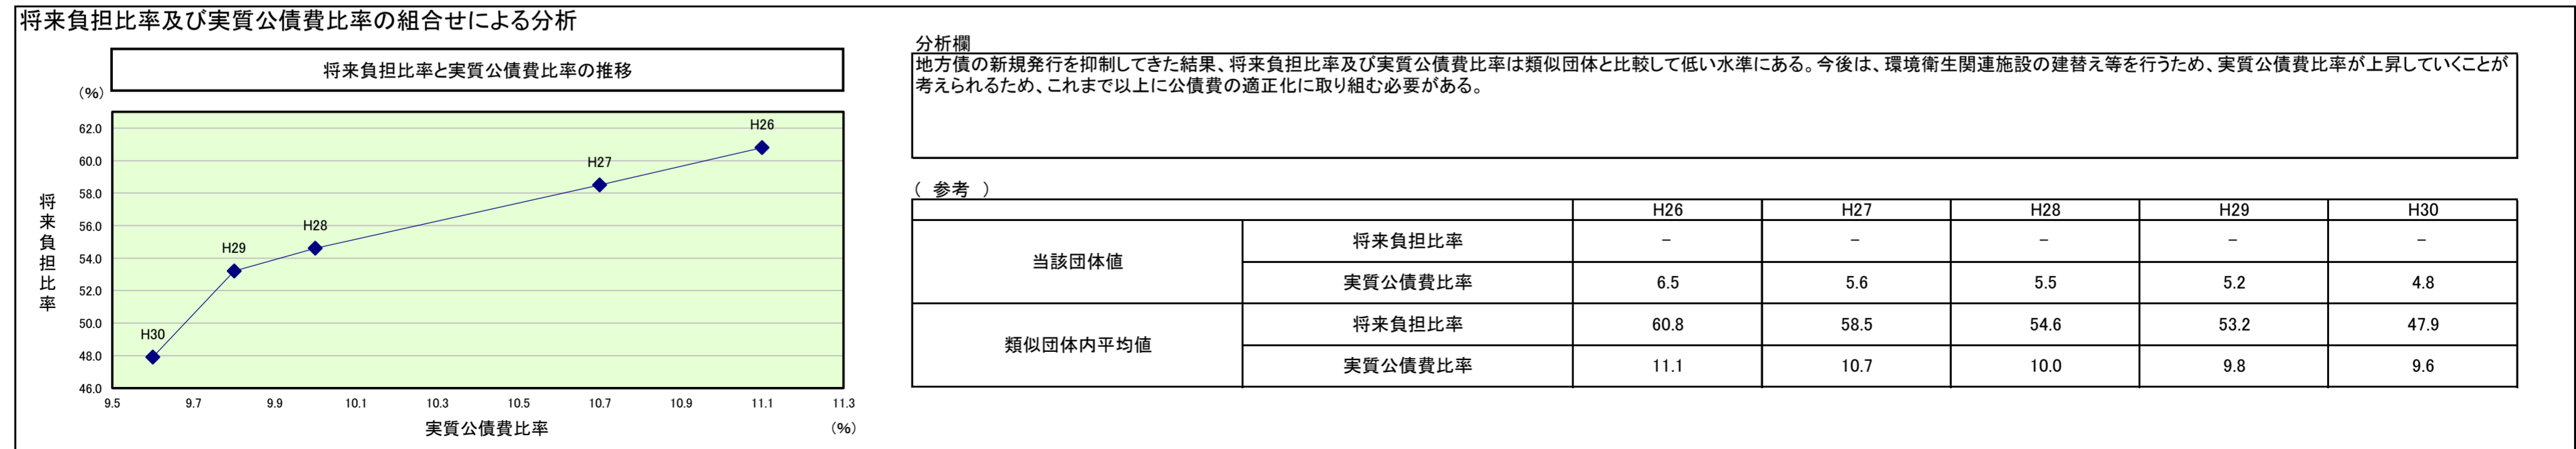 将来負担比率及び実質公債費比率の組合せによる分析
将来負担比率と実質公債費比率の推移
(%)
62.0
60.0
58.0
56.0
54.0
52.0
50.0
48.0
46.0
将来負担比率
H26
H27
H28
H29
H30
9.5 9.7 9.9 10.1 10.3 10.5 10.7 10.9 11.1 11.3
実質公債費比率
(%)
分析欄
地方債の新規発行を抑制してきた結果、将来負担比率及び実質公債費比率は類似団体と比較して低い水準にある。今後は、環境衛生関連施設の建替え等を行うため、実質公債費比率が上昇していくことが
考えられるため、これまで以上に公債費の適正化に取り組む必要がある。
( 参考 )
H26 H27 H28 H29 H30
当該団体値
将来負担比率 - - - - -
実質公債費比率 6.5 5.6 5.5 5.2 4.8
類似団体内平均値
将来負担比率 60.8 58.5 54.6 53.2 47.9
実質公債費比率 11.1 10.7 10.0 9.8 9.6